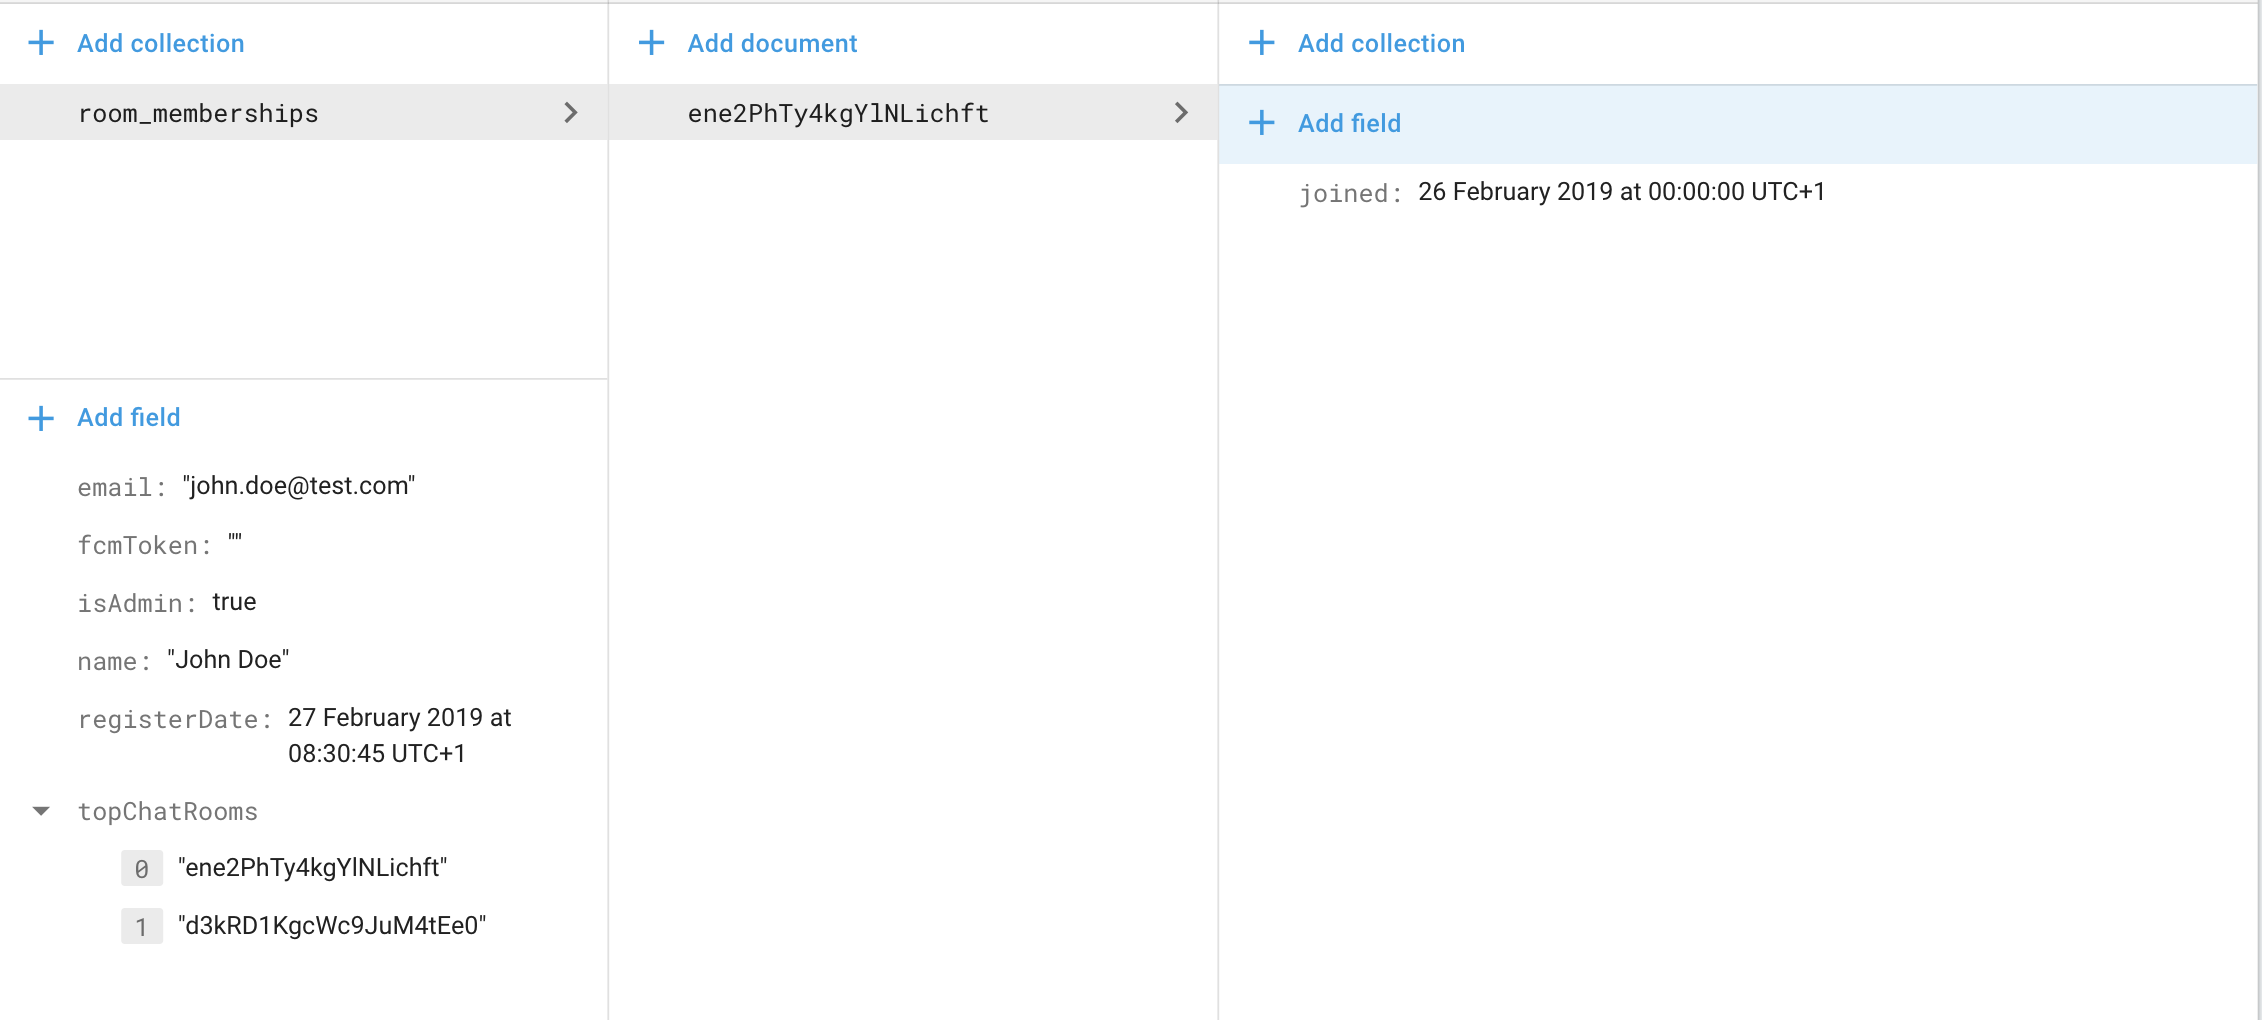 Add collection
room_memberships
Add field
email: "john.doe@test.com"
fcmToken: ""
isAdmin: true
name: "John Doe"
registerDate: 27 February 2019 at
08:30:45 UTC+1
topChatRooms
0 "ene2PhTy4kgYlNLichft"
1 "d3kRD1KgcWc9JuM4tEe0"
Add document
ene2PhTy4kgYlNLichft
Add collection
Add field
joined: 26 February 2019 at 00:00:00 UTC+1